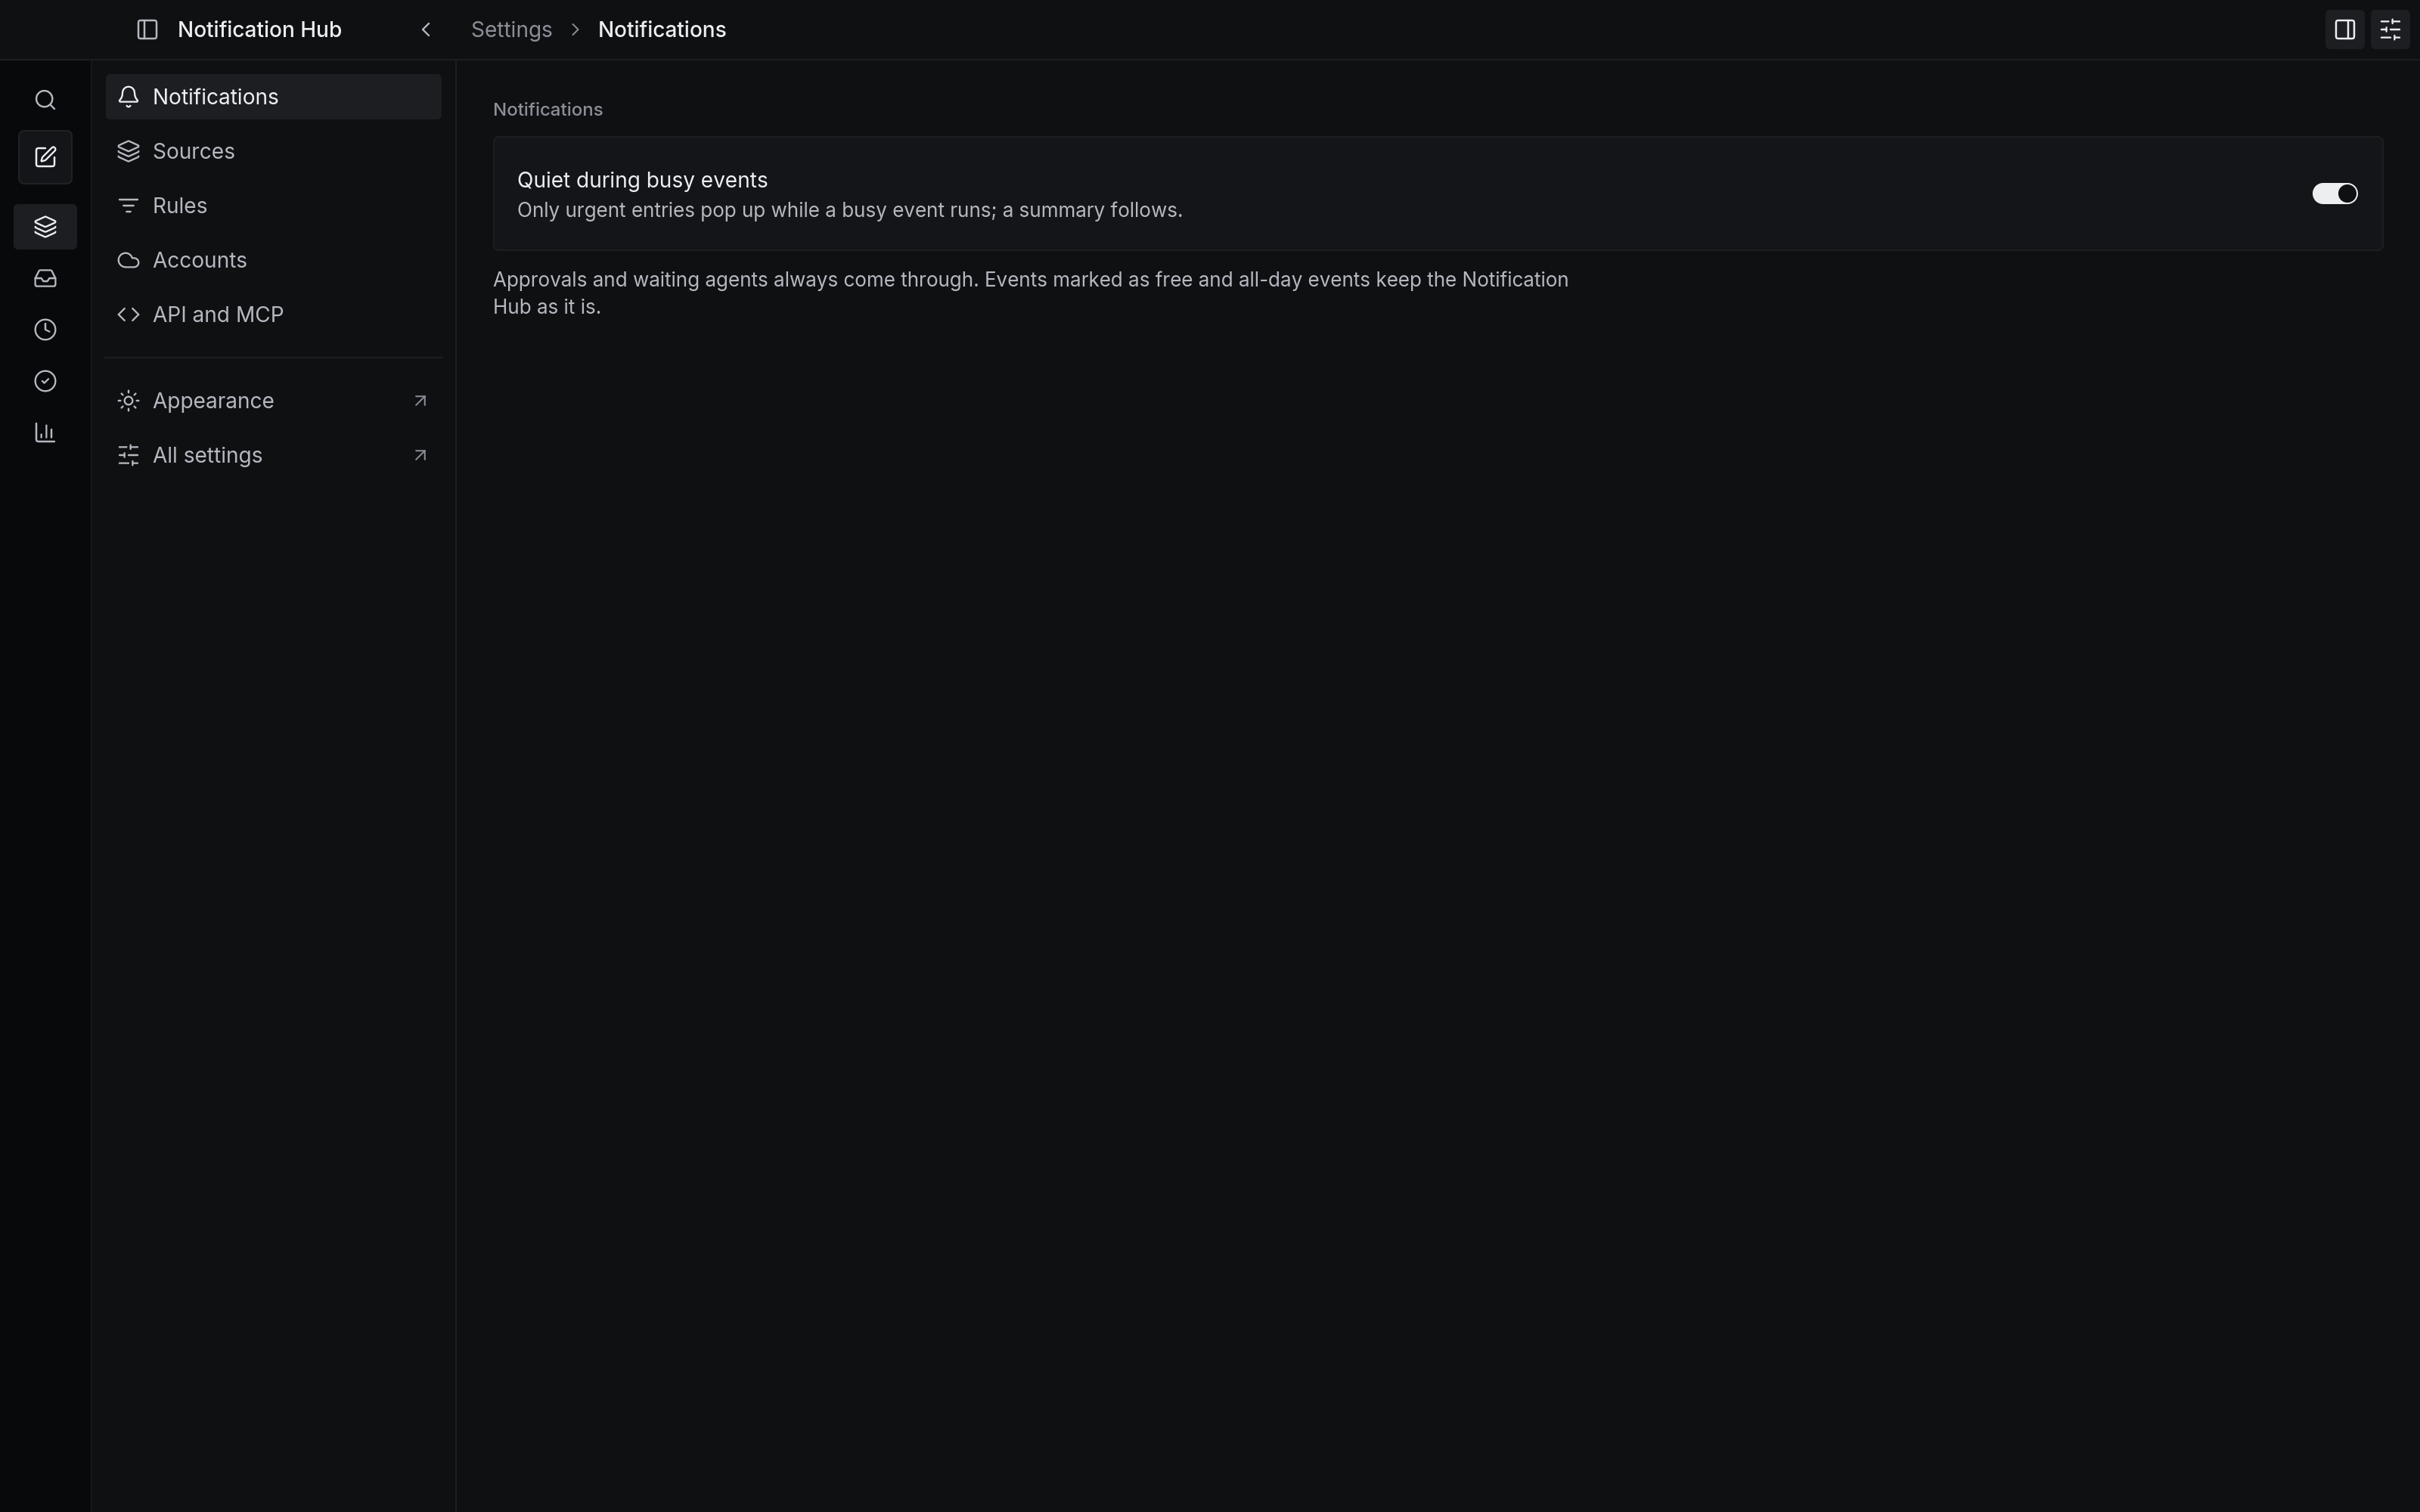 Notification Hub
Settings
Notifications
Notifications
Sources
Rules
Accounts
API and MCP
Appearance
All settings
Notifications
Quiet during busy events
Only urgent entries pop up while a busy event runs; a summary follows.
Approvals and waiting agents always come through. Events marked as free and all-day events keep the Notification
Hub as it is.